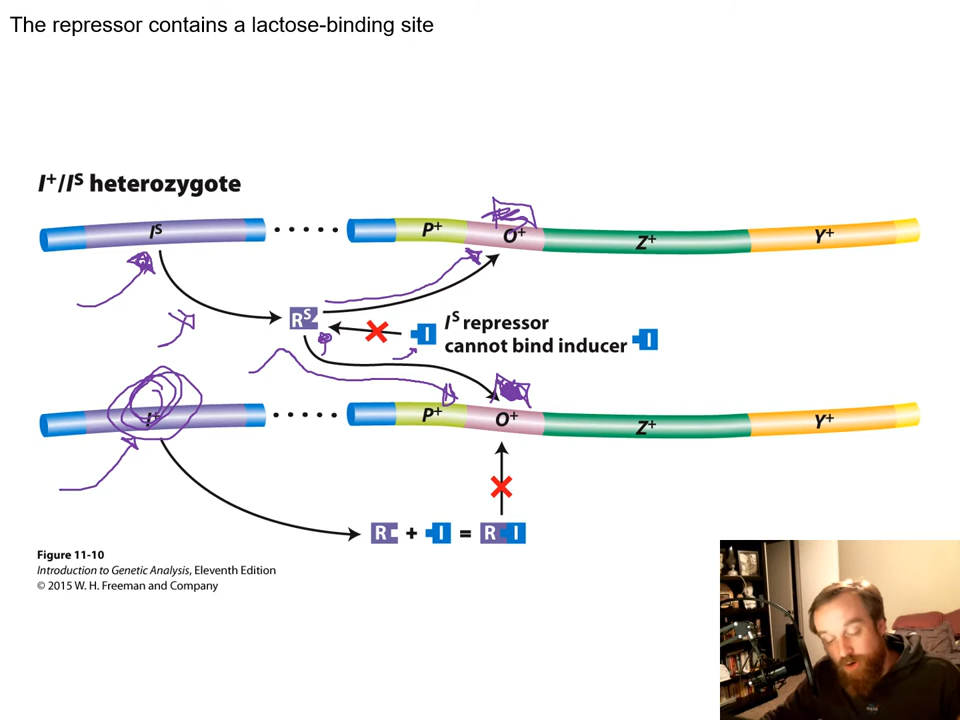 The repressor contains a lactose-binding site
I+/IS heterozygote
IS
P+
O+
Z+
Y+
RS
I
IS repressor
cannot bind inducer
I
I+
P+
O+
Z+
Y+
R + I = R I
Figure 11-10
Introduction to Genetic Analysis, Eleventh Edition
© 2015 W. H. Freeman and Company